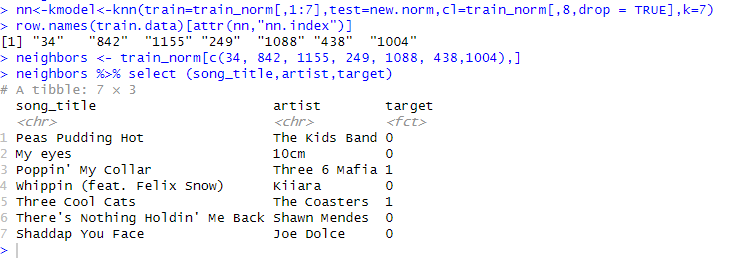 > nn<-kmodel<-knn(train=train_norm[,1:7],test=new.norm,cl=train_norm[,8,drop = TRUE],k=7)
> row.names(train.data)[attr(nn,"nn.index")]
[1] "34"   "842"  "1155" "249"  "1088" "438"  "1004"
> neighbors <- train_norm[c(34, 842, 1155, 249, 1088, 438,1004),]
> neighbors %>% select (song_title,artist,target)
# A tibble: 7 x 3
  song_title                     artist         target
  <chr>                          <chr>          <fct>
1 Peas Pudding Hot               The Kids Band  0
2 My eyes                        10cm           0
3 Poppin' My Collar              Three 6 Mafia  1
4 Whippin (feat. Felix Snow)     Kiiara         0
5 Three Cool Cats                The Coasters   1
6 There's Nothing Holdin' Me Back Shawn Mendes  0
7 Shaddap You Face               Joe Dolce      0
>